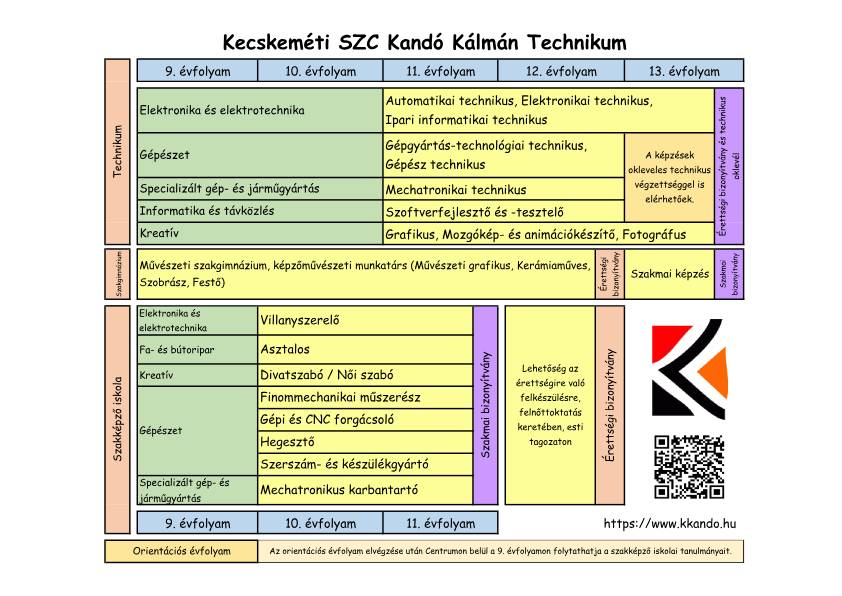 Kecskeméti SZC Kandó Kálmán Technikum
9. évfolyam
10. évfolyam
11. évfolyam
12. évfolyam
13. évfolyam
Technikum
Elektronika és elektrotechnika
Automatikai technikus, Elektronikai technikus,
Ipari informatikai technikus
Gépészet
Gépgyártás-technológiai technikus,
Gépész technikus
A képzések
okleveles technikus
végzettséggel is
elérhetőek.
Specializált gép- és járműgyártás
Mechatronikai technikus
Informatika és távközlés
Szoftverfejlesztő és -tesztelő
Kreatív
Grafikus, Mozgókép- és animációkészítő, Fotográfus
Érettségi bizonyítvány és technikus
oklevél
Szakgimnázium
Művészeti szakgimnázium, képzőművészeti munkatárs (Művészeti grafikus, Kerámiaműves,
Szobrász, Festő)
Érettségi
bizonyítvány
Szakmai képzés
Szakmai
bizonyítvány
Szakképző iskola
Elektronika és
elektrotechnika
Villanyszerelő
Fa- és bútoripar
Asztalos
Kreatív
Divatszabó / Női szabó
Gépészet
Finommechanikai műszerész
Gépi és CNC forgácsoló
Hegesztő
Szerszám- és készülékgyártó
Specializált gép- és
járműgyártás
Mechatronikus karbantartó
Szakmai bizonyítvány
Lehetőség az
érettségire való
felkészülésre,
felnőttoktatás
keretében, esti
tagozaton
Érettségi bizonyítvány
9. évfolyam
10. évfolyam
11. évfolyam
https://www.kkando.hu
Orientációs évfolyam
Az orientációs évfolyam elvégzése után Centrumon belül a 9. évfolyamon folytathatja a szakképző iskolai tanulmányait.